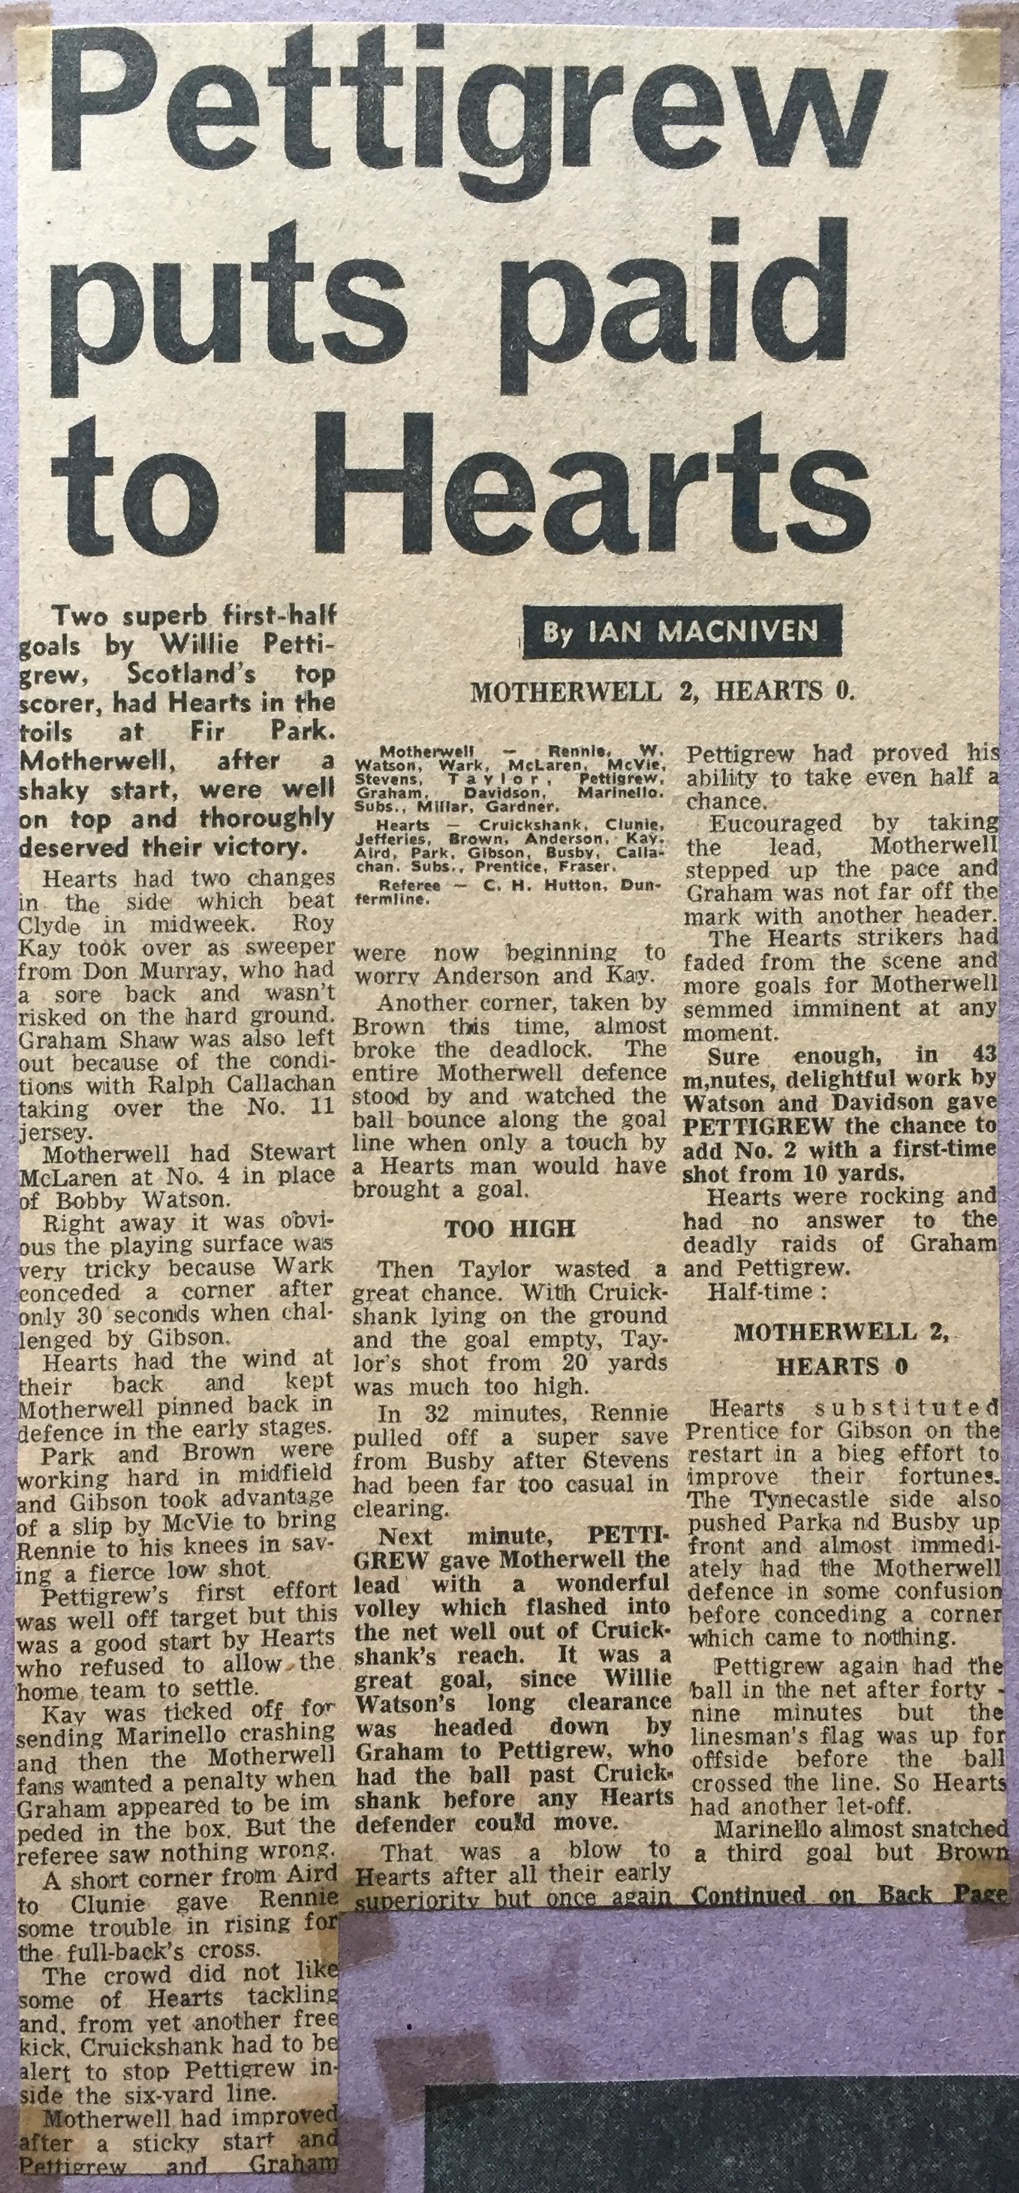 Pettigrew
puts paid
to Hearts
Two superb first-half
goals by Willie Petti-
grew, Scotland's top
scorer, had Hearts in the
toils at Fir Park.
Motherwell, after a
shaky start, were well
on top and thoroughly
deserved their victory.
Hearts had two changes
in the side which beat
Clyde in midweek. Roy
Kay took over as sweeper
from Don Murray, who had
a sore back and wasn't
risked on the hard ground.
Graham Shaw was also left
out because of the condi-
tions with Ralph Callachan
taking over the No. 11
jersey.
Motherwell had Stewart
McLaren at No. 4 in place
of Bobby Watson.
Right away it was obvi-
ous the playing surface was
very tricky because Wark
conceded a corner after
only 30 seconds when chal-
lenged by Gibson.
Hearts had the wind at
their back and kept
Motherwell pinned back in
defence in the early stages.
Park and Brown were
working hard in midfield
and Gibson took advantage
of a slip by McVie to bring
Rennie to his knees in sav-
ing a fierce low shot.
Pettigrew's first effort
was well off target but this
was a good start by Hearts
who refused to allow the
home team to settle.
Kay was ticked off for
sending Marinello crashing
and then the Motherwell
fans wanted a penalty when
Graham appeared to be im
peded in the box. But the
referee saw nothing wrong.
A short corner from Aird
to Clunie gave Rennie
some trouble in rising for
the full-back's cross.
The crowd did not like
some of Hearts tackling
and, from yet another free
kick, Cruickshank had to be
alert to stop Pettigrew in-
side the six-yard line.
Motherwell had improved
after a sticky start and
Pettigrew and Graham
By IAN MACNIVEN
MOTHERWELL 2, HEARTS 0.
Motherwell — Rennie, W.
Watson, Wark, McLaren, McVie,
Stevens, Taylor, Pettigrew,
Graham, Davidson, Marinello.
Subs., Millar, Gardner.
Hearts — Cruickshank, Clunie,
Jefferies, Brown, Anderson, Kay,
Aird, Park, Gibson, Busby, Calla-
chan. Subs., Prentice, Fraser.
Referee — C. H. Hutton, Dun-
fermline.
were now beginning to
worry Anderson and Kay.
Another corner, taken by
Brown this time, almost
broke the deadlock. The
entire Motherwell defence
stood by and watched the
ball bounce along the goal
line when only a touch by
a Hearts man would have
brought a goal.
TOO HIGH
Then Taylor wasted a
great chance. With Cruick-
shank lying on the ground
and the goal empty, Tay-
lor's shot from 20 yards
was much too high.
In 32 minutes, Rennie
pulled off a super save
from Busby after Stevens
had been far too casual in
clearing.
Next minute, PETTI-
GREW gave Motherwell the
lead with a wonderful
volley which flashed into
the net well out of Cruick-
shank's reach. It was a
great goal, since Willie
Watson's long clearance
was headed down by
Graham to Pettigrew, who
had the ball past Cruick-
shank before any Hearts
defender could move.
That was a blow to
Hearts after all their early
superiority but once again
Pettigrew had proved his
ability to take even half a
chance.
Eucouraged by taking
the lead, Motherwell
stepped up the pace and
Graham was not far off the
mark with another header.
The Hearts strikers had
faded from the scene and
more goals for Motherwell
semmed imminent at any
moment.
Sure enough, in 43
m,nutes, delightful work by
Watson and Davidson gave
PETTIGREW the chance to
add No. 2 with a first-time
shot from 10 yards.
Hearts were rocking and
had no answer to the
deadly raids of Graham
and Pettigrew.
Half-time :
MOTHERWELL 2,
HEARTS 0
Hearts substituted
Prentice for Gibson on the
restart in a bieg effort to
improve their fortunes.
The Tynecastle side also
pushed Parka nd Busby up
front and almost immedi-
ately had the Motherwell
defence in some confusion
before conceding a corner
which came to nothing.
Pettigrew again had the
ball in the net after forty -
nine minutes but the
linesman's flag was up for
offside before the ball
crossed the line. So Hearts
had another let-off.
Marinello almost snatched
a third goal but Brown
Continued on Back Page